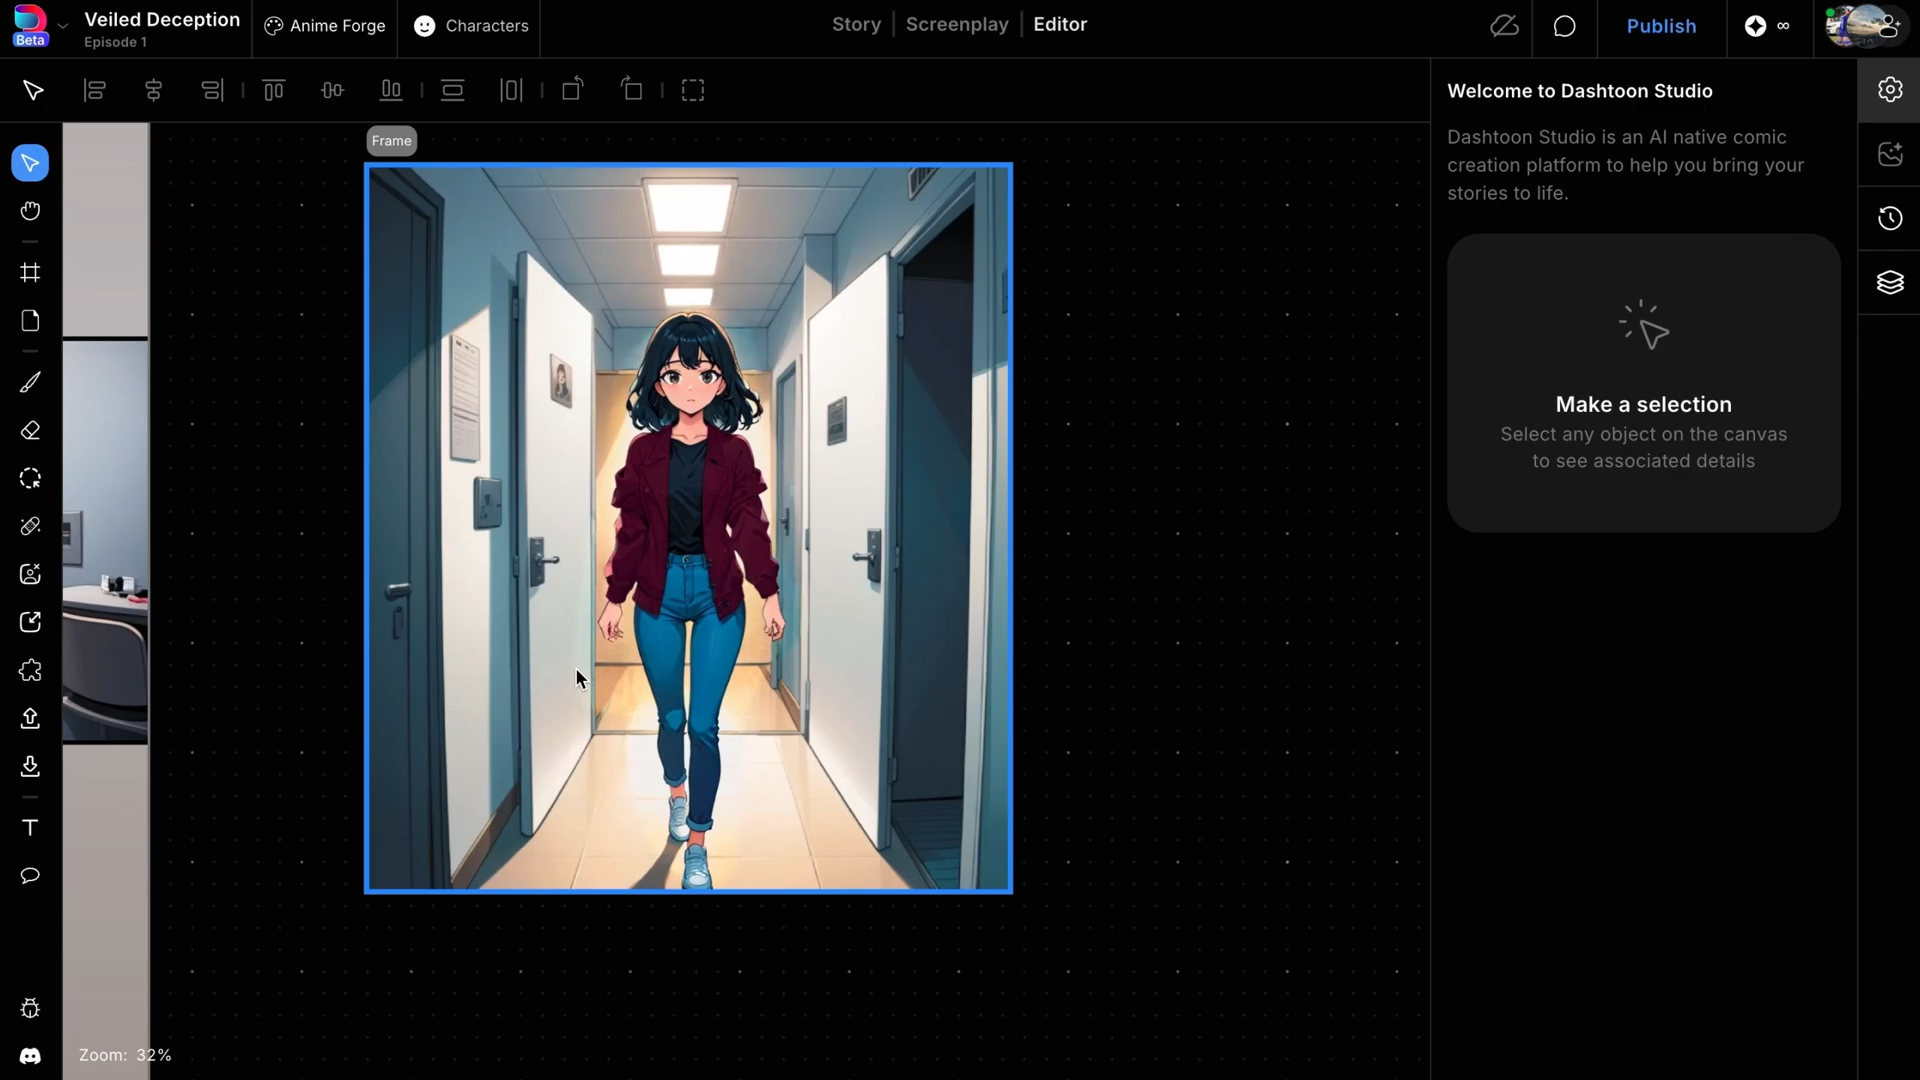 Beta
Veiled Deception
Episode 1
Anime Forge
Characters
Story
Screenplay
Editor
Publish
∞
Frame
Welcome to Dashtoon Studio
Dashtoon Studio is an AI native comic
creation platform to help you bring your
stories to life.
Make a selection
Select any object on the canvas
to see associated details
Zoom: 32%